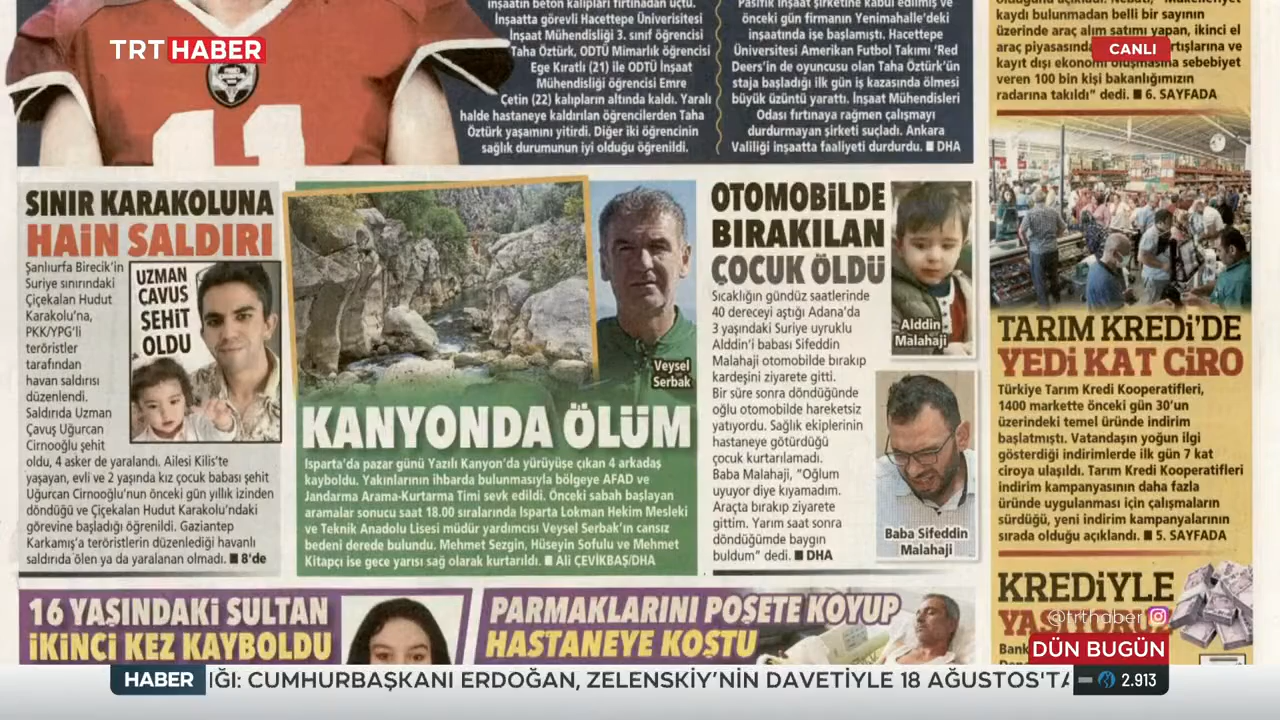 inşaatın beton kalıpları fırtınadan uçtu.
İnşaatta görevli Hacettepe Üniversitesi
İnşaat Mühendisliği 3. sınıf öğrencisi
Taha Öztürk, ODTÜ Mimarlık öğrencisi
Ege Kıratlı (21) ile ODTÜ İnşaat
Mühendisliği öğrencisi Emre
Çetin (22) kalıpların altında kaldı. Yaralı
halde hastaneye kaldırılan öğrencilerden Taha
Öztürk yaşamını yitirdi. Diğer iki öğrencinin
sağlık durumunun iyi olduğu öğrenildi.
Pasifik İnşaat şirketine kabul edilmiş ve
önceki gün firmanın Yenimahalle'deki
inşaatında işe başlamıştı. Hacettepe
Üniversitesi Amerikan Futbol Takımı 'Red
Deers'in de oyuncusu olan Taha Öztürk'ün
staja başladığı ilk gün iş kazasında ölmesi
büyük üzüntü yarattı. İnşaat Mühendisleri
Odası fırtınaya rağmen çalışmayı
durdurmayan şirketi suçladı. Ankara
Valiliği inşaatta faaliyeti durdurdu. ■ DHA
kaydı bulunmadan belli bir sayının
üzerinde araç alım satımı yapan, ikinci el
araç piyasasında
artışlarına ve
kayıt dışı ekonomi oluşmasına sebebiyet
veren 100 bin kişi bakanlığımızın
radarına takıldı" dedi. ■ 6. SAYFADA
TRT HABER
CANLI
11
SINIR KARAKOLUNA
HAİN SALDIRI
Şanlıurfa Birecik'in
Suriye sınırındaki
Çiçekalan Hudut
Karakolu'na,
PKK/YPG'li
teröristler
tarafından
havan saldırısı
düzenlendi.
Saldırıda Uzman
Çavuş Uğurcan
Cirnooğlu şehit
oldu, 4 asker de yaralandı. Ailesi Kilis'te
yaşayan, evli ve 2 yaşında kız çocuk babası şehit
Uğurcan Cirnooğlu'nun önceki gün yıllık izinden
döndüğü ve Çiçekalan Hudut Karakolu'ndaki
görevine başladığı öğrenildi. Gaziantep
Karkamış'a teröristlerin düzenlediği havanlı
saldırıda ölen ya da yaralanan olmadı. ■ 8'de
UZMAN
ÇAVUŞ
ŞEHİT
OLDU
Veysel
Serbak
KANYONDA ÖLÜM
Isparta'da pazar günü Yazılı Kanyon'da yürüyüşe çıkan 4 arkadaş
kayboldu. Yakınlarının ihbarda bulunmasıyla bölgeye AFAD ve
Jandarma Arama-Kurtarma Timi sevk edildi. Önceki sabah başlayan
aramalar sonucu saat 18.00 sıralarında Isparta Lokman Hekim Mesleki
ve Teknik Anadolu Lisesi müdür yardımcısı Veysel Serbak'ın cansız
bedeni derede bulundu. Mehmet Sezgin, Hüseyin Sofulu ve Mehmet
Kitapçı ise gece yarısı sağ olarak kurtarıldı. ■ Ali ÇEVİKBAŞ/DHA
OTOMOBİLDE
BIRAKILAN
ÇOCUK ÖLDÜ
Sıcaklığın gündüz saatlerinde
40 dereceyi aştığı Adana'da
3 yaşındaki Suriye uyruklu
Alddin'i babası Sifeddin
Malahaji otomobilde bırakıp
kardeşini ziyarete gitti.
Bir süre sonra döndüğünde
oğlu otomobilde hareketsiz
yatıyordu. Sağlık ekiplerinin
hastaneye götürdüğü
çocuk kurtarılamadı.
Baba Malahaji, "Oğlum
uyuyor diye kıyamadım.
Araçta bırakıp ziyarete
gittim. Yarım saat sonra
döndüğümde baygın
buldum" dedi. ■ DHA
Alddin
Malahaji
Baba Sifeddin
Malahaji
TARIM KREDİ'DE
YEDİ KAT CİRO
Türkiye Tarım Kredi Kooperatifleri,
1400 markette önceki gün 30'un
üzerindeki temel üründe indirim
başlatmıştı. Vatandaşın yoğun ilgi
gösterdiği indirimlerde ilk gün 7 kat
ciroya ulaşıldı. Tarım Kredi Kooperatifleri
indirim kampanyasının daha fazla
üründe uygulanması için çalışmaların
sürdüğü, yeni indirim kampanyalarının
sırada olduğu açıklandı. ■ 5. SAYFADA
KREDİYLE
@trthaber
DÜN BUGÜN
16 YAŞINDAKİ SULTAN
İKİNCİ KEZ KAYBOLDU
PARMAKLARINI POŞETE KOYUP
HASTANEYE KOŞTU
HABER
IĞI: CUMHURBAŞKANI ERDOĞAN, ZELENSKİY'NİN DAVETİYLE 18 AĞUSTOS'TA
2.913